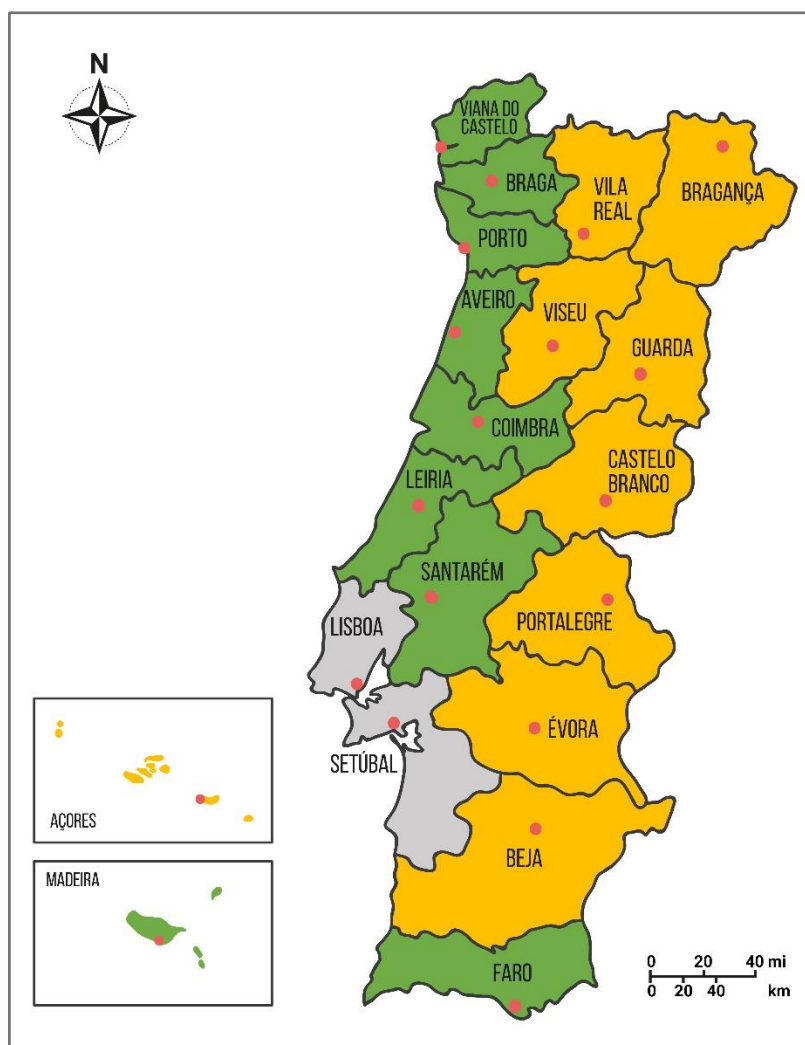 N
VIANA DO
CASTELO
BRAGA
VILA
REAL
BRAGANÇA
PORTO
AVEIRO
VISEU
GUARDA
COIMBRA
CASTELO
BRANCO
LEIRIA
SANTARÉM
PORTALEGRE
LISBOA
ÉVORA
SETÚBAL
AÇORES
BEJA
MADEIRA
FARO
0 20 40 mi
0 20 40 km